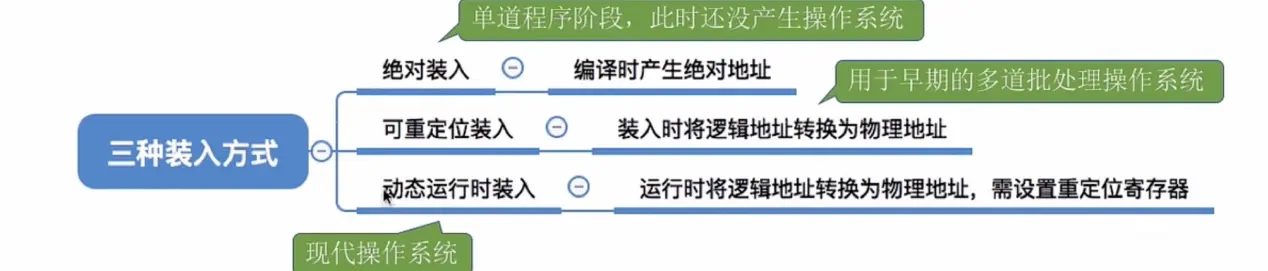 单道程序阶段，此时还没产生操作系统
绝对装入
编译时产生绝对地址
用于早期的多道批处理操作系统
三种装入方式
可重定位装入
装入时将逻辑地址转换为物理地址
动态运行时装入
运行时将逻辑地址转换为物理地址，需设置重定位寄存器
现代操作系统